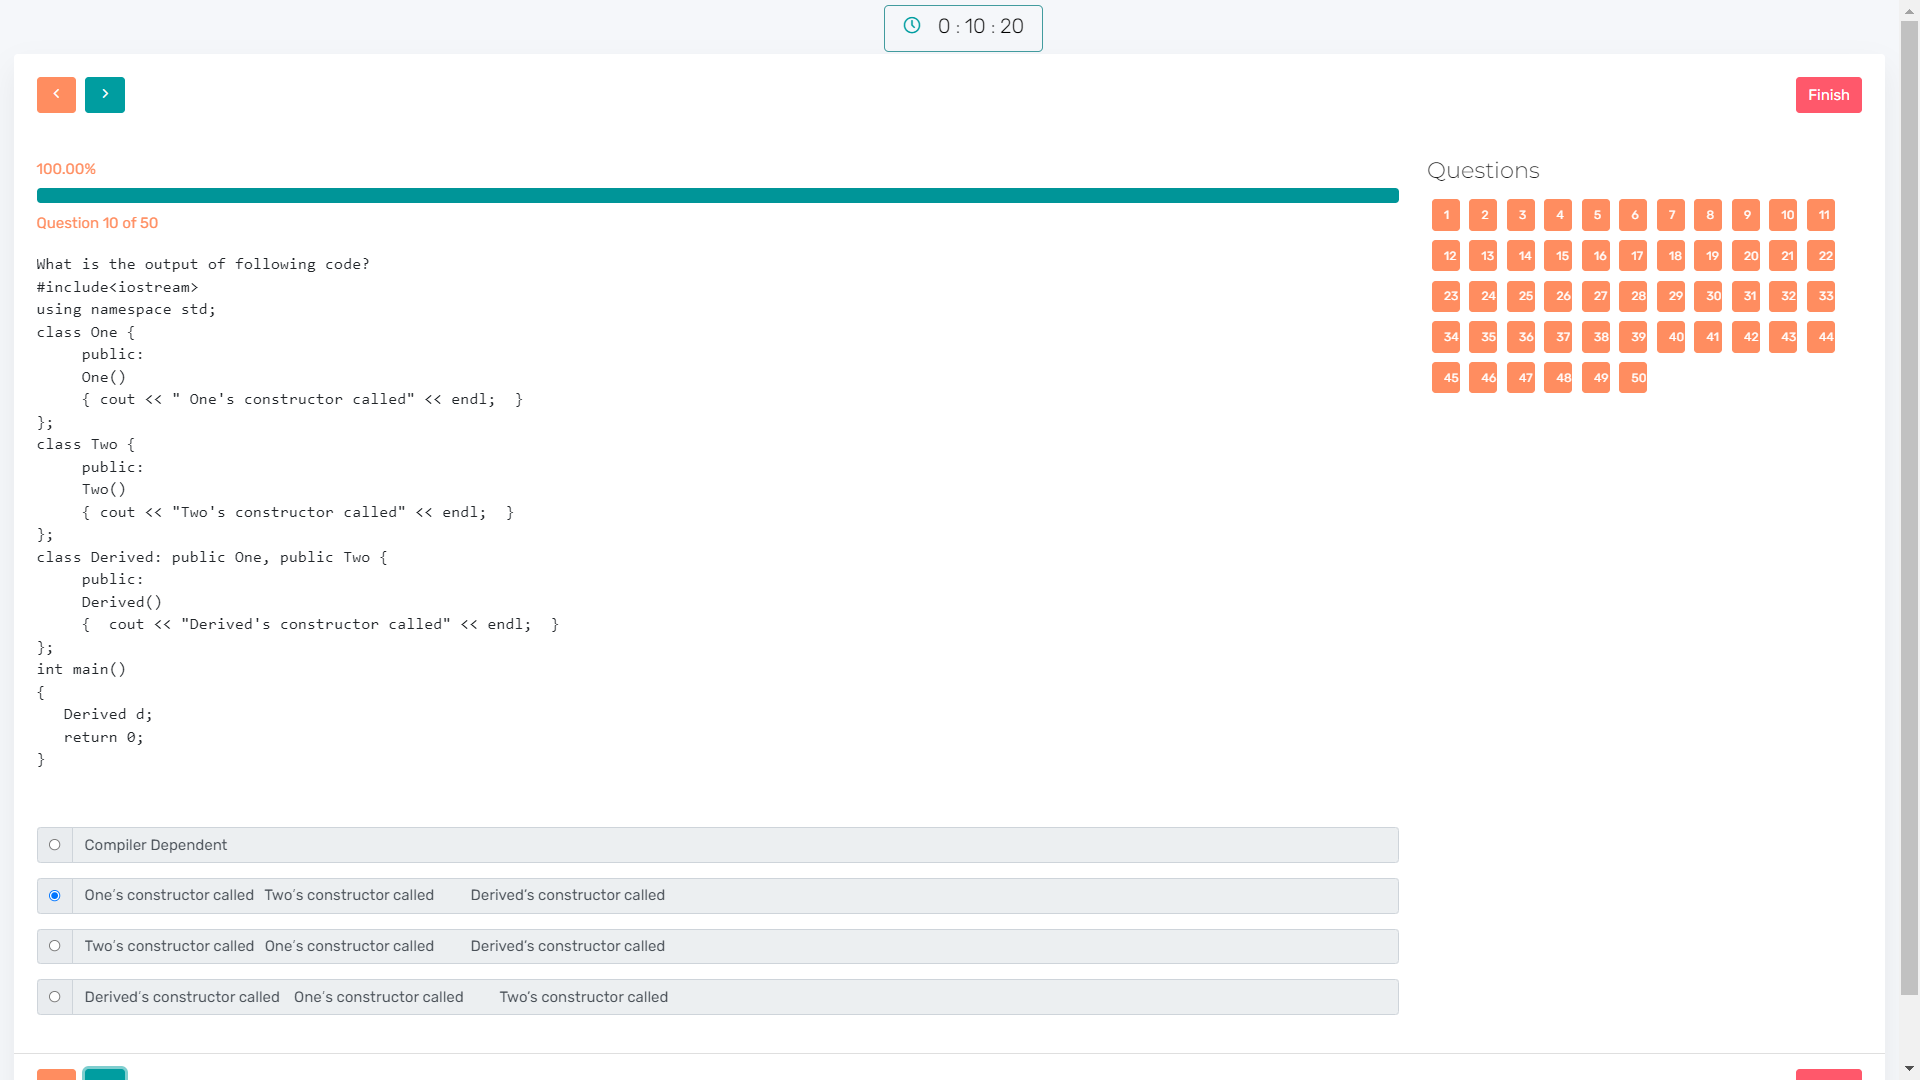 0 : 10 : 20
Finish
100.00%
Question 10 of 50
What is the output of following code?
#include<iostream>
using namespace std;
class One {
     public:
     One()
     { cout << " One's constructor called" << endl;  }
};
class Two {
     public:
     Two()
     { cout << "Two's constructor called" << endl;  }
};
class Derived: public One, public Two {
     public:
     Derived()
     {  cout << "Derived's constructor called" << endl;  }
};
int main()
{
   Derived d;
   return 0;
}
Compiler Dependent
One′s constructor called   Two′s constructor called        Derived's constructor called
Two′s constructor called   One′s constructor called        Derived's constructor called
Derived′s constructor called   One′s constructor called        Two's constructor called
Questions
1 2 3 4 5 6 7 8 9 10 11
12 13 14 15 16 17 18 19 20 21 22
23 24 25 26 27 28 29 30 31 32 33
34 35 36 37 38 39 40 41 42 43 44
45 46 47 48 49 50